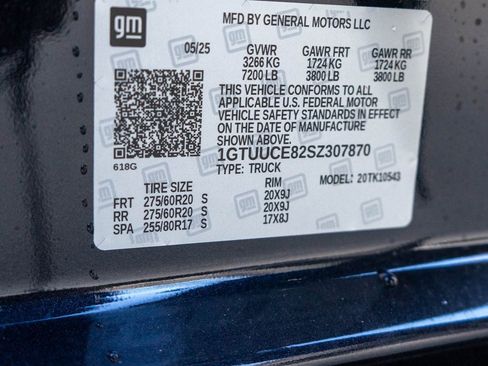 gm
MFD BY GENERAL MOTORS LLC
05/25 GVWR GAWR FRT GAWR RR
3266 KG 1724 KG 1724 KG
7200 LB 3800 LB 3800 LB
THIS VEHICLE CONFORMS TO ALL
APPLICABLE U.S. FEDERAL MOTOR
VEHICLE SAFETY STANDARDS IN EFFECT
ON THE DATE OF MANUFACTURE
SHOWN ABOVE.
618G
1GTUUCE82SZ307870
TYPE: TRUCK 20TK10543
TIRE SIZE RIM
FRT 275/60R20 S 20X9J
RR 275/60R20 S 20X9J
SPA 255/80R17 S 17X8J